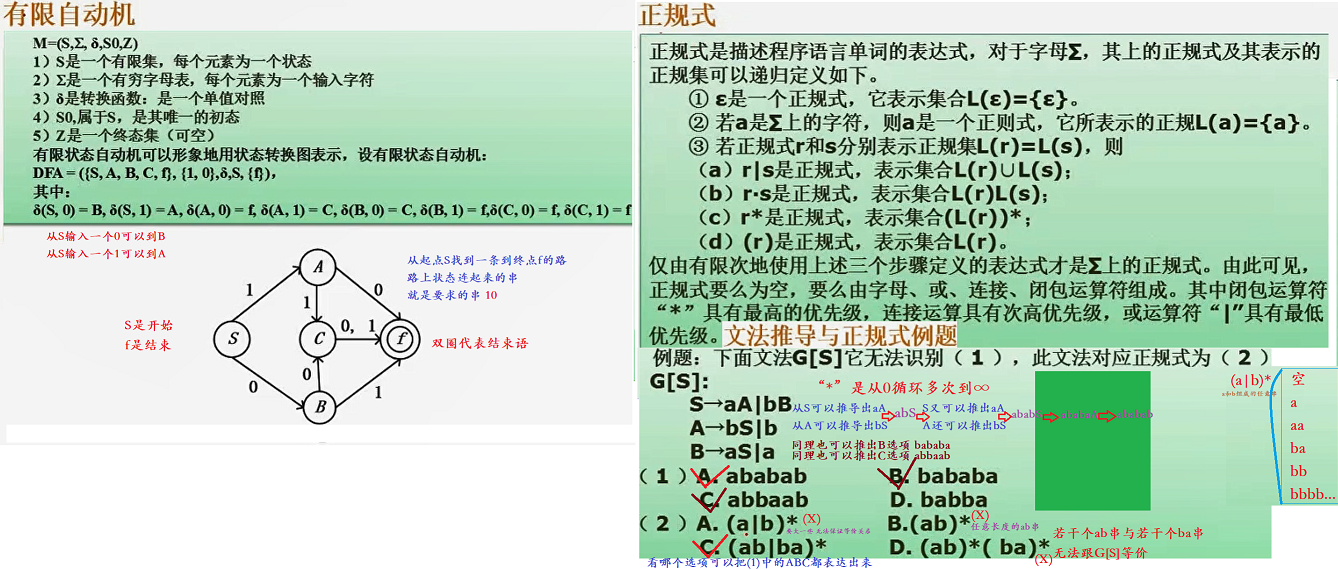 有限自动机
M=(S,Σ, δ,S0,Z)
1）S是一个有限集，每个元素为一个状态
2）Σ是一个有穷字母表，每个元素为一个输入字符
3）δ是转换函数：是一个单值对照
4）S0,属于S，是其唯一的初态
5）Z是一个终态集（可空）
有限状态自动机可以形象地用状态转换图表示，设有限状态自动机：
DFA = ({S, A, B, C, f}, {1, 0},δ,S, {f})，
其中：
δ(S, 0) = B, δ(S, 1) = A, δ(A, 0) = f, δ(A, 1) = C, δ(B, 0) = C, δ(B, 1) = f,δ(C, 0) = f, δ(C, 1) = f
从S输入一个0可以到B
从S输入一个1可以到A
S是开始
f是结束
1
0
A
1
0
S
C
0, 1
f
0
B
1
从起点S找到一条到终点f的路
路上状态连起来的串
就是要求的串 10
双圈代表结束语
正规式
正规式是描述程序语言单词的表达式，对于字母∑，其上的正规式及其表示的
正规集可以递归定义如下。
① ε是一个正规式，它表示集合L(ε)={ε}。
② 若a是∑上的字符，则a是一个正则式，它所表示的正规L(a)={a}。
③ 若正规式r和s分别表示正规集L(r)=L(s)，则
（a）r|s是正规式，表示集合L(r)∪L(s)；
（b）r·s是正规式，表示集合L(r)L(s)；
（c）r*是正规式，表示集合(L(r))*；
（d）(r)是正规式，表示集合L(r)。
仅由有限次地使用上述三个步骤定义的表达式才是∑上的正规式。由此可见，
正规式要么为空，要么由字母、或、连接、闭包运算符组成。其中闭包运算符
“*”具有最高的优先级，连接运算具有次高优先级，或运算符“|”具有最低
优先级。
文法推导与正规式例题
例题：下面文法G[S]它无法识别（ 1 ），此文法对应正规式为（ 2 ）
G[S]:
“*” 是从0循环多次到∞
S→aA|bB
A→bS|b
B→aS|a
从S可以推导出aA
从A可以推导出bS
abS
S又可以推出aA
A还可以推出bS
ababS
ababaA
ababab
同理也可以推出B选项 bababa
同理也可以推出C选项 abbaab
（ 1 ）A. ababab
B. bababa
C. abbaab
D. babba
（ 2 ）A. (a|b)*
(X)
B.(ab)*
(X)
任意长度的ab串
C. (ab|ba)*
D. (ab)*( ba)*
(X)
若干个ab串与若干个ba串
无法跟G[S]等价
看哪个选项可以把(1)中的ABC都表达出来
(a|b)*
a和b组成的任意串
空
a
aa
ba
bb
bbbb...